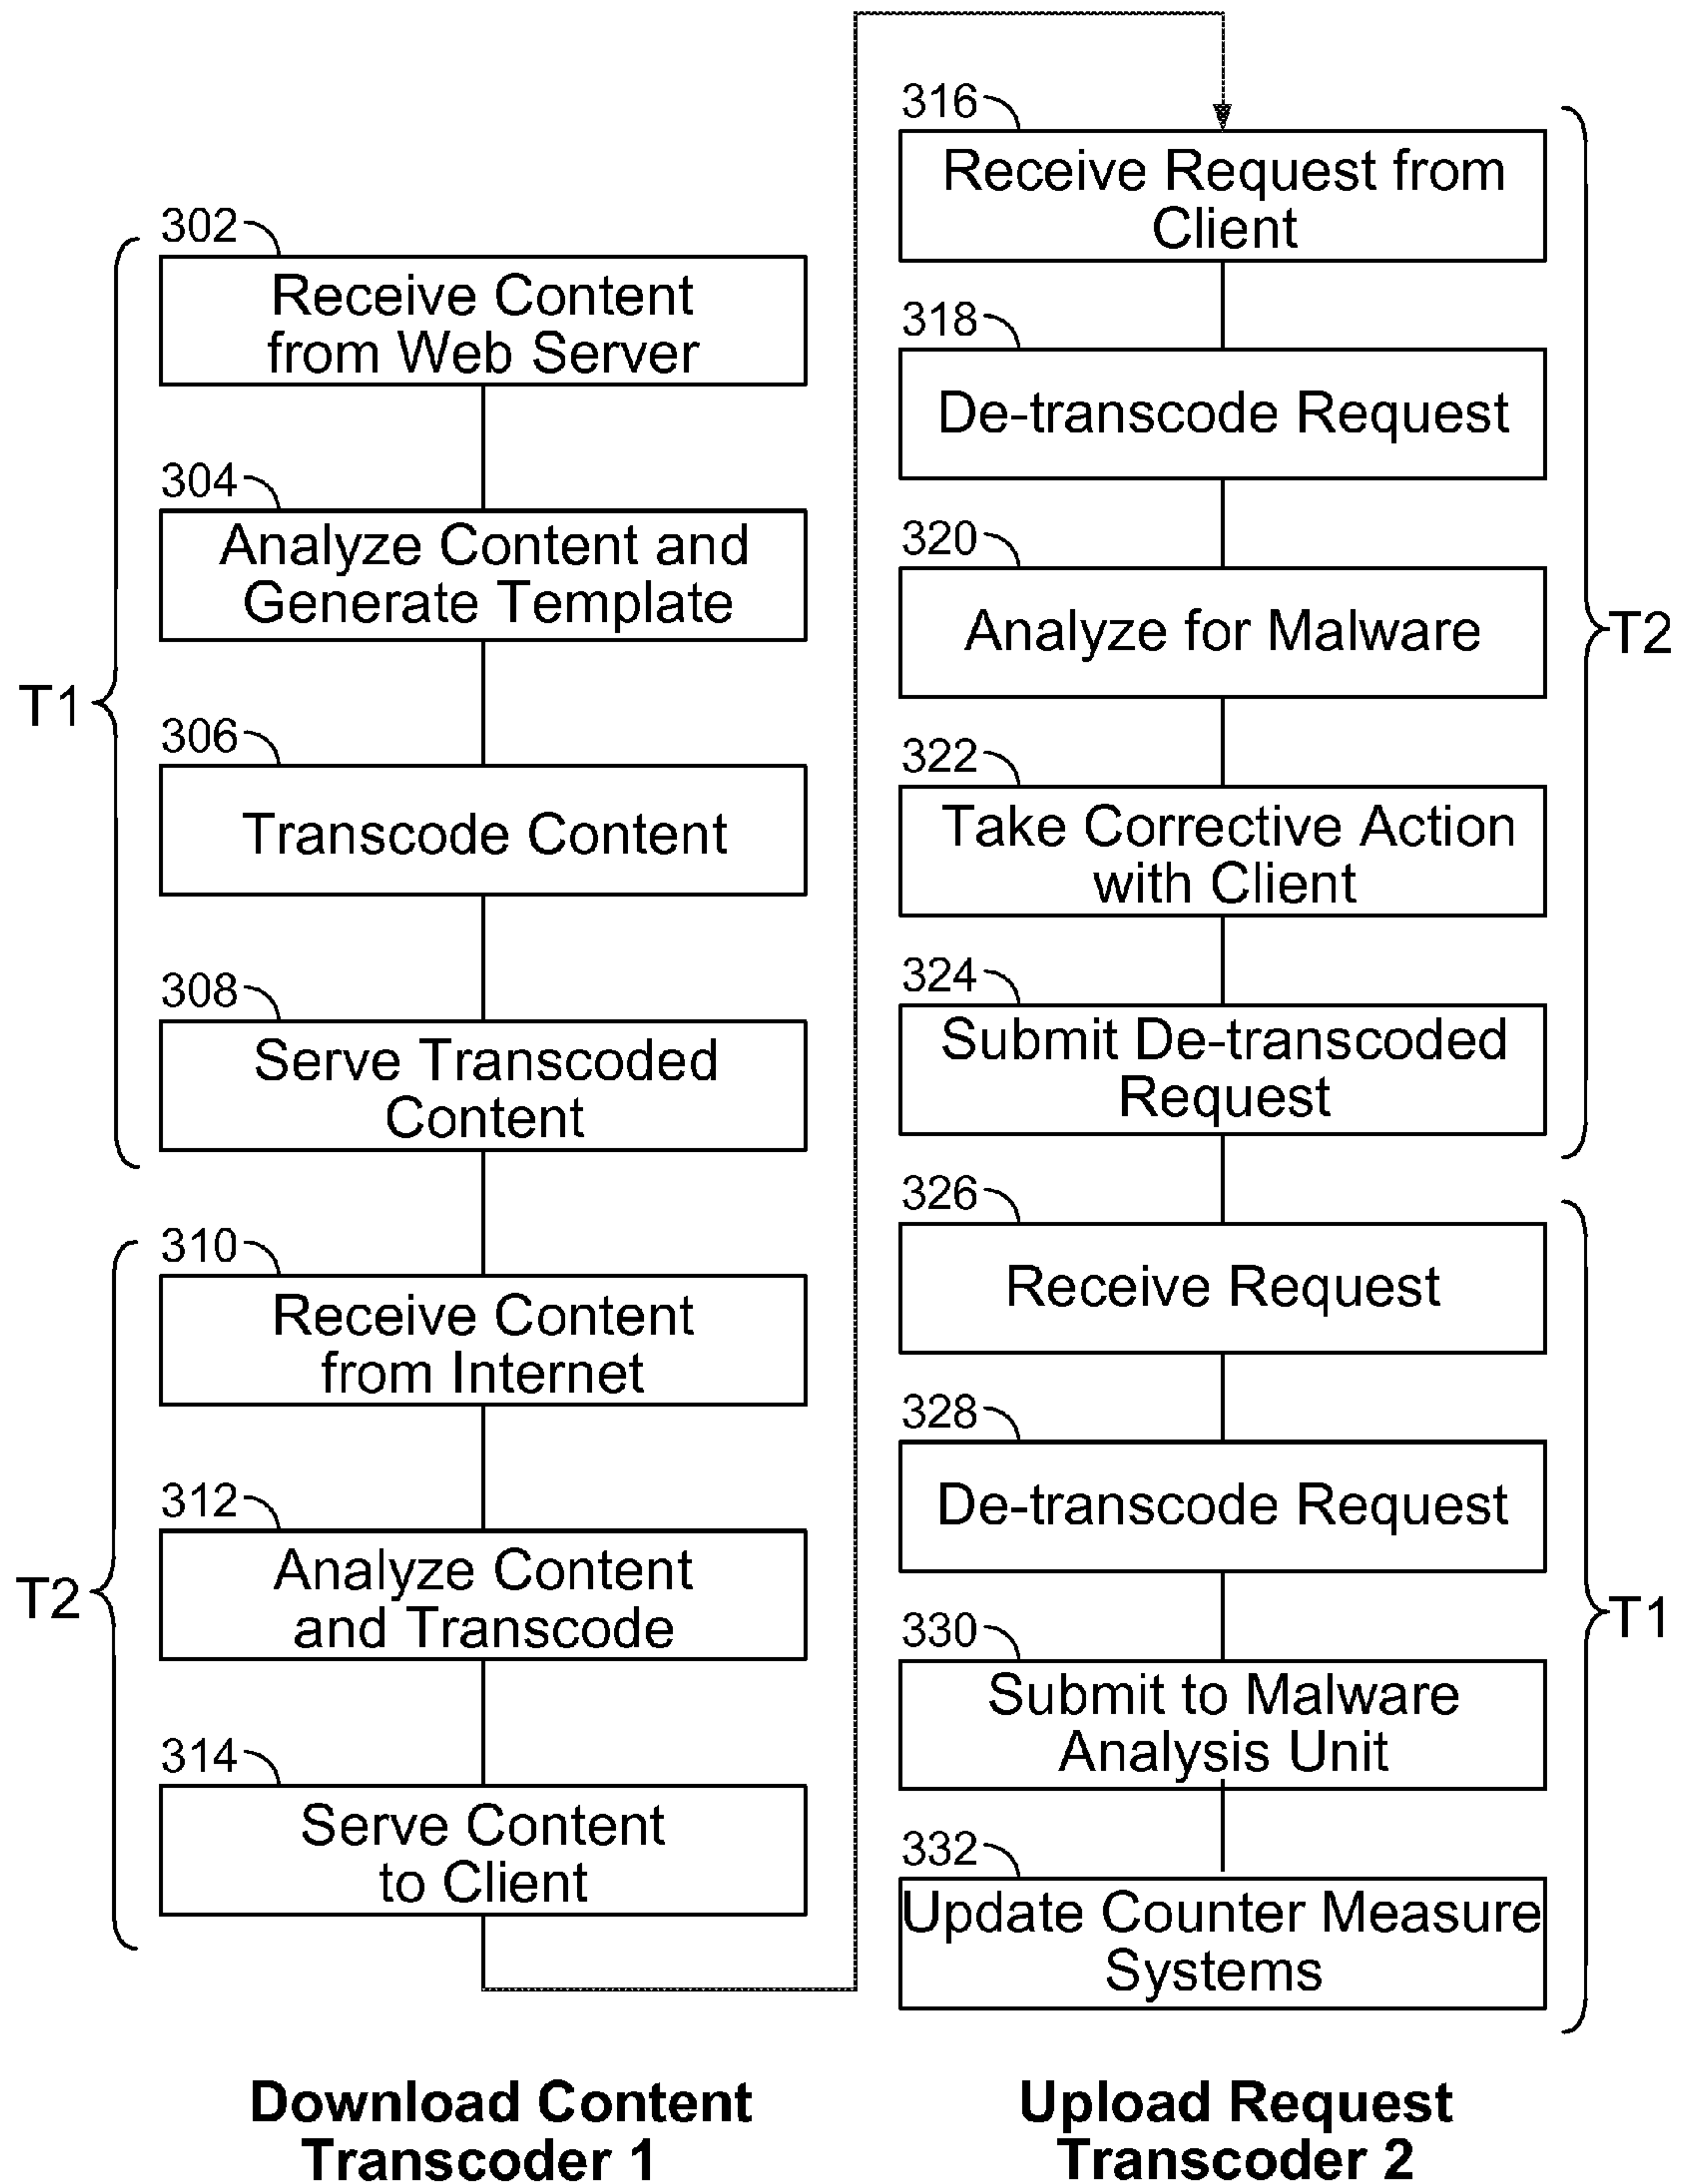 302
Receive Content
from Web Server
304
Analyze Content and
Generate Template
306
Transcode Content
308
Serve Transcoded
Content
T1
310
Receive Content
from Internet
312
Analyze Content
and Transcode
314
Serve Content
to Client
T2
Download Content
Transcoder 1
316
Receive Request from
Client
318
De-transcode Request
320
Analyze for Malware
322
Take Corrective Action
with Client
324
Submit De-transcoded
Request
T2
326
Receive Request
328
De-transcode Request
330
Submit to Malware
Analysis Unit
332
Update Counter Measure
Systems
T1
Upload Request
Transcoder 2